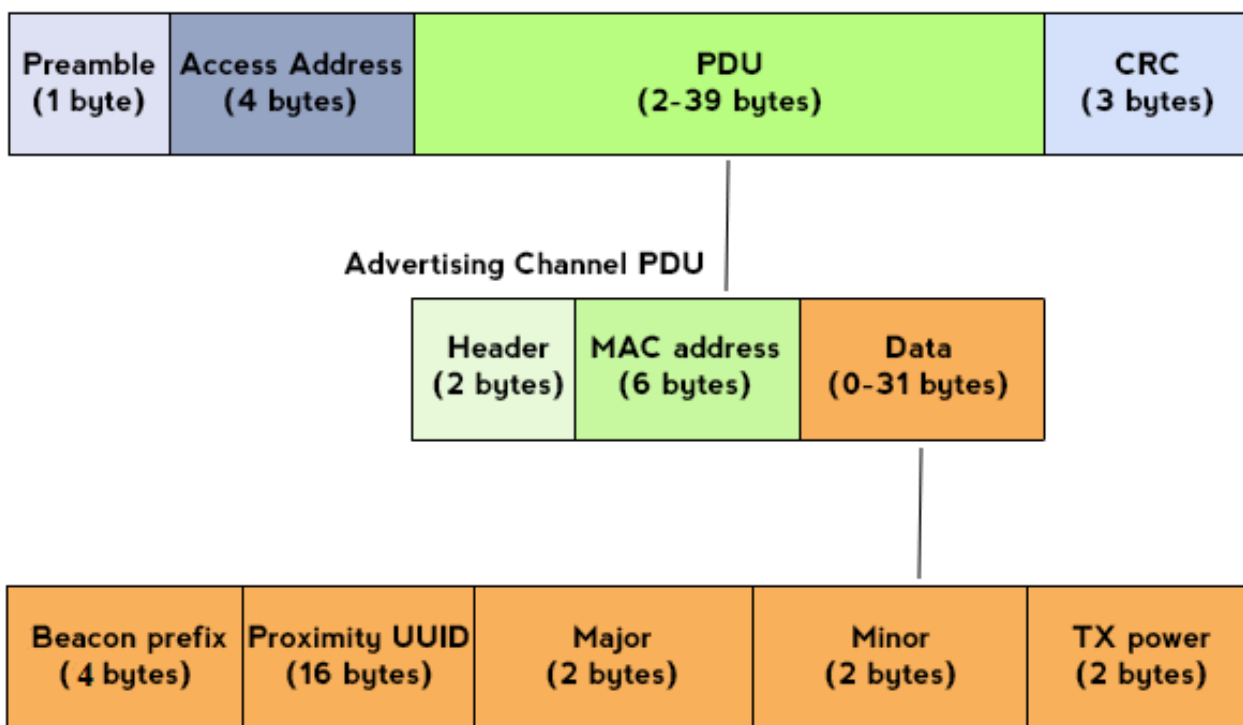 Preamble
(1 byte)
Access Address
(4 bytes)
PDU
(2-39 bytes)
CRC
(3 bytes)
Advertising Channel PDU
Header
(2 bytes)
MAC address
(6 bytes)
Data
(0-31 bytes)
Beacon prefix
(4 bytes)
Proximity UUID
(16 bytes)
Major
(2 bytes)
Minor
(2 bytes)
TX power
(2 bytes)